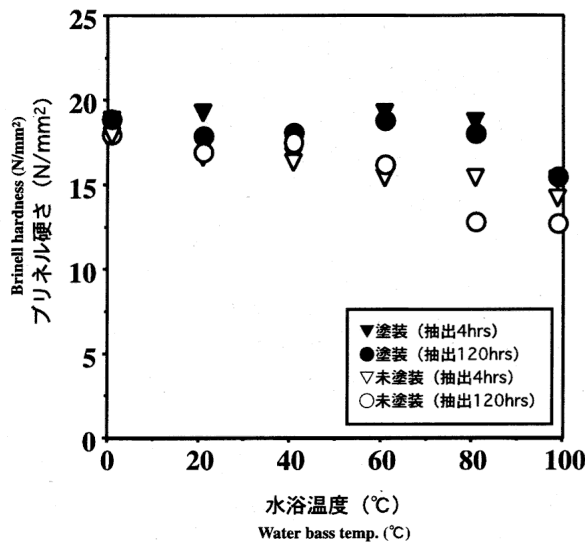 25
20
15
10
5
0
Brinell hardness (N/mm²)
ブリネル硬さ（N/mm²）
▼塗装（抽出4hrs）
●塗装（抽出120hrs）
▽未塗装（抽出4hrs）
○未塗装（抽出120hrs）
0 20 40 60 80 100
水浴温度（℃）
Water bass temp. (℃)